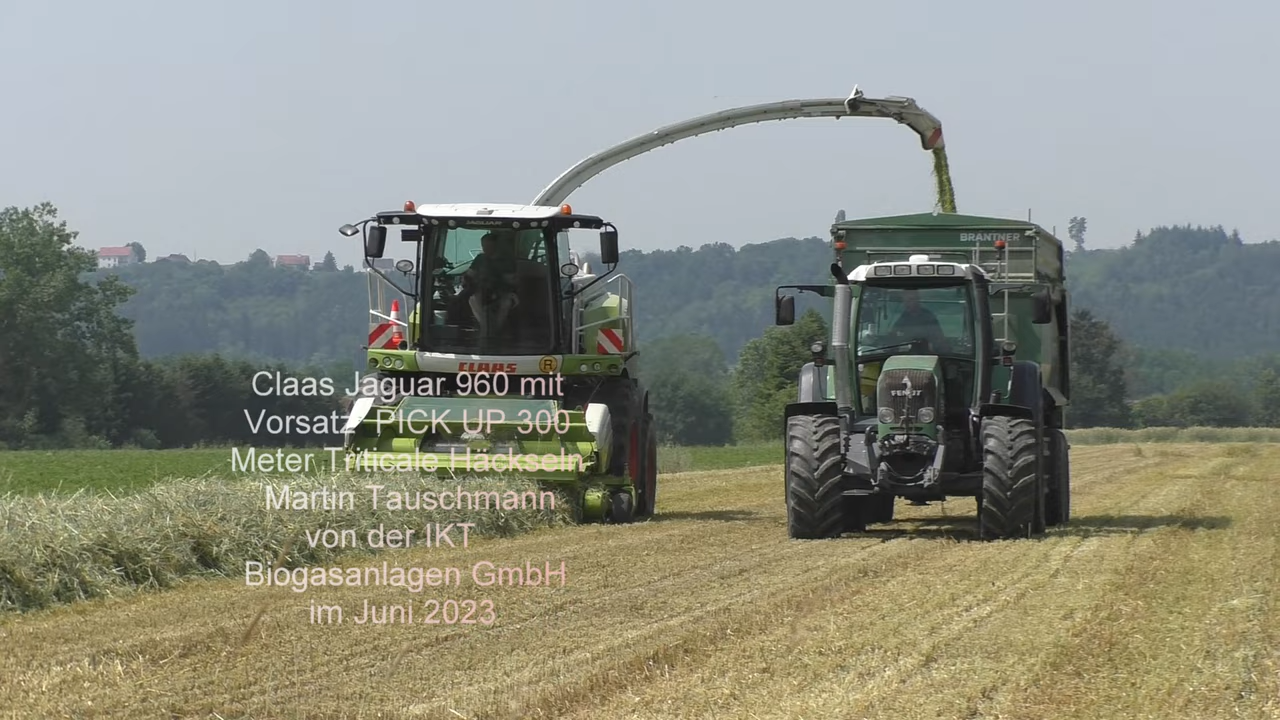 JAGUAR
BRANTNER
CLAAS
R
FENDT
Claas Jaguar 960 mit
Vorsatz PICK UP 300
Meter Triticale Häckseln
Martin Tauschmann
von der IKT
Biogasanlagen GmbH
im Juni 2023